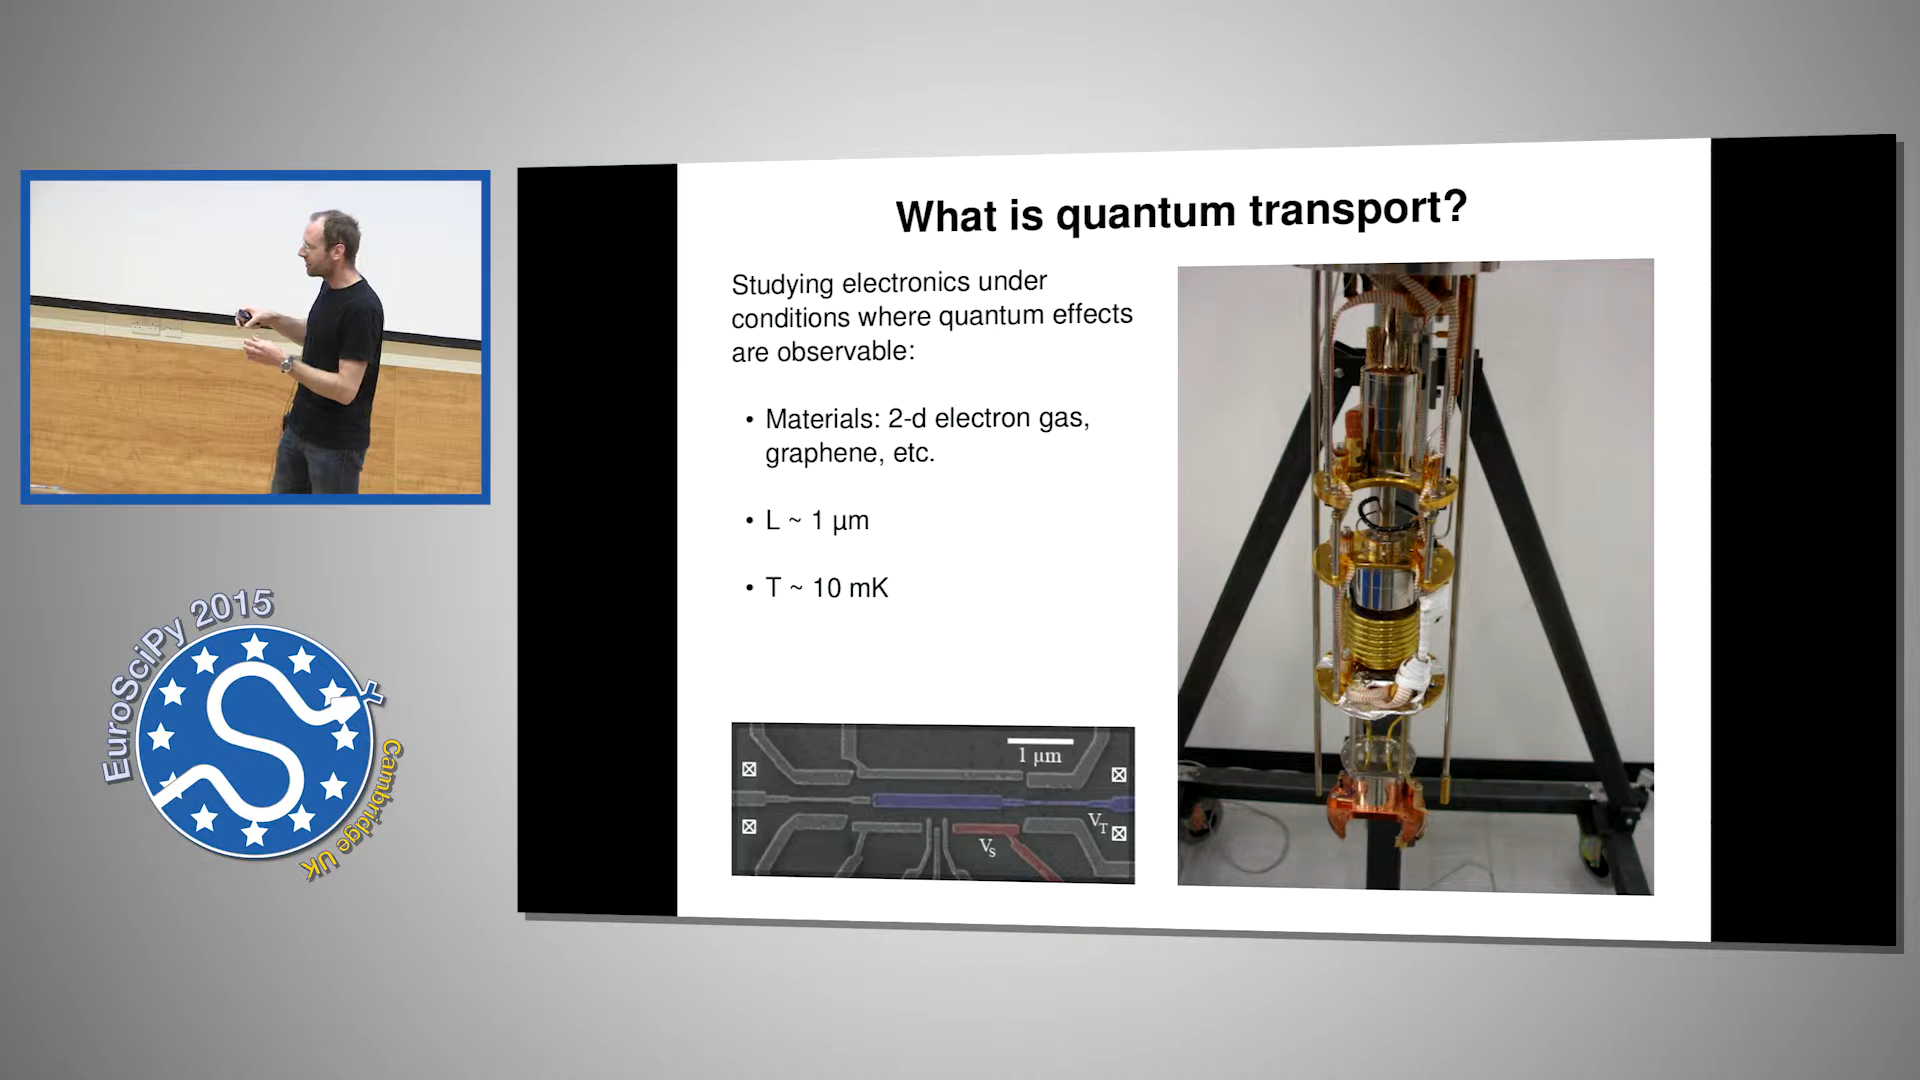 What is quantum transport?
Studying electronics under
conditions where quantum effects
are observable:
• Materials: 2-d electron gas,
graphene, etc.
• L ~ 1 µm
• T ~ 10 mK
1 µm
V_T
V_S
EuroSciPy 2015
Cambridge UK